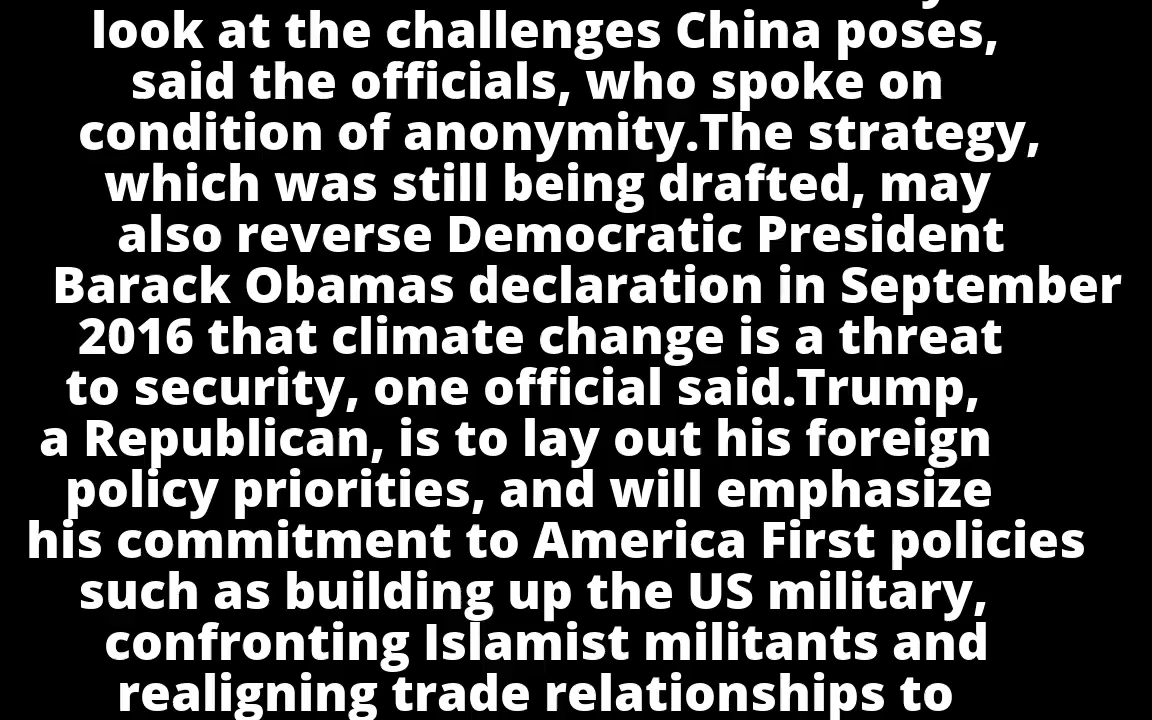 look at the challenges China poses,
said the officials, who spoke on
condition of anonymity.The strategy,
which was still being drafted, may
also reverse Democratic President
Barack Obamas declaration in September
2016 that climate change is a threat
to security, one official said.Trump,
a Republican, is to lay out his foreign
policy priorities, and will emphasize
his commitment to America First policies
such as building up the US military,
confronting Islamist militants and
realigning trade relationships to